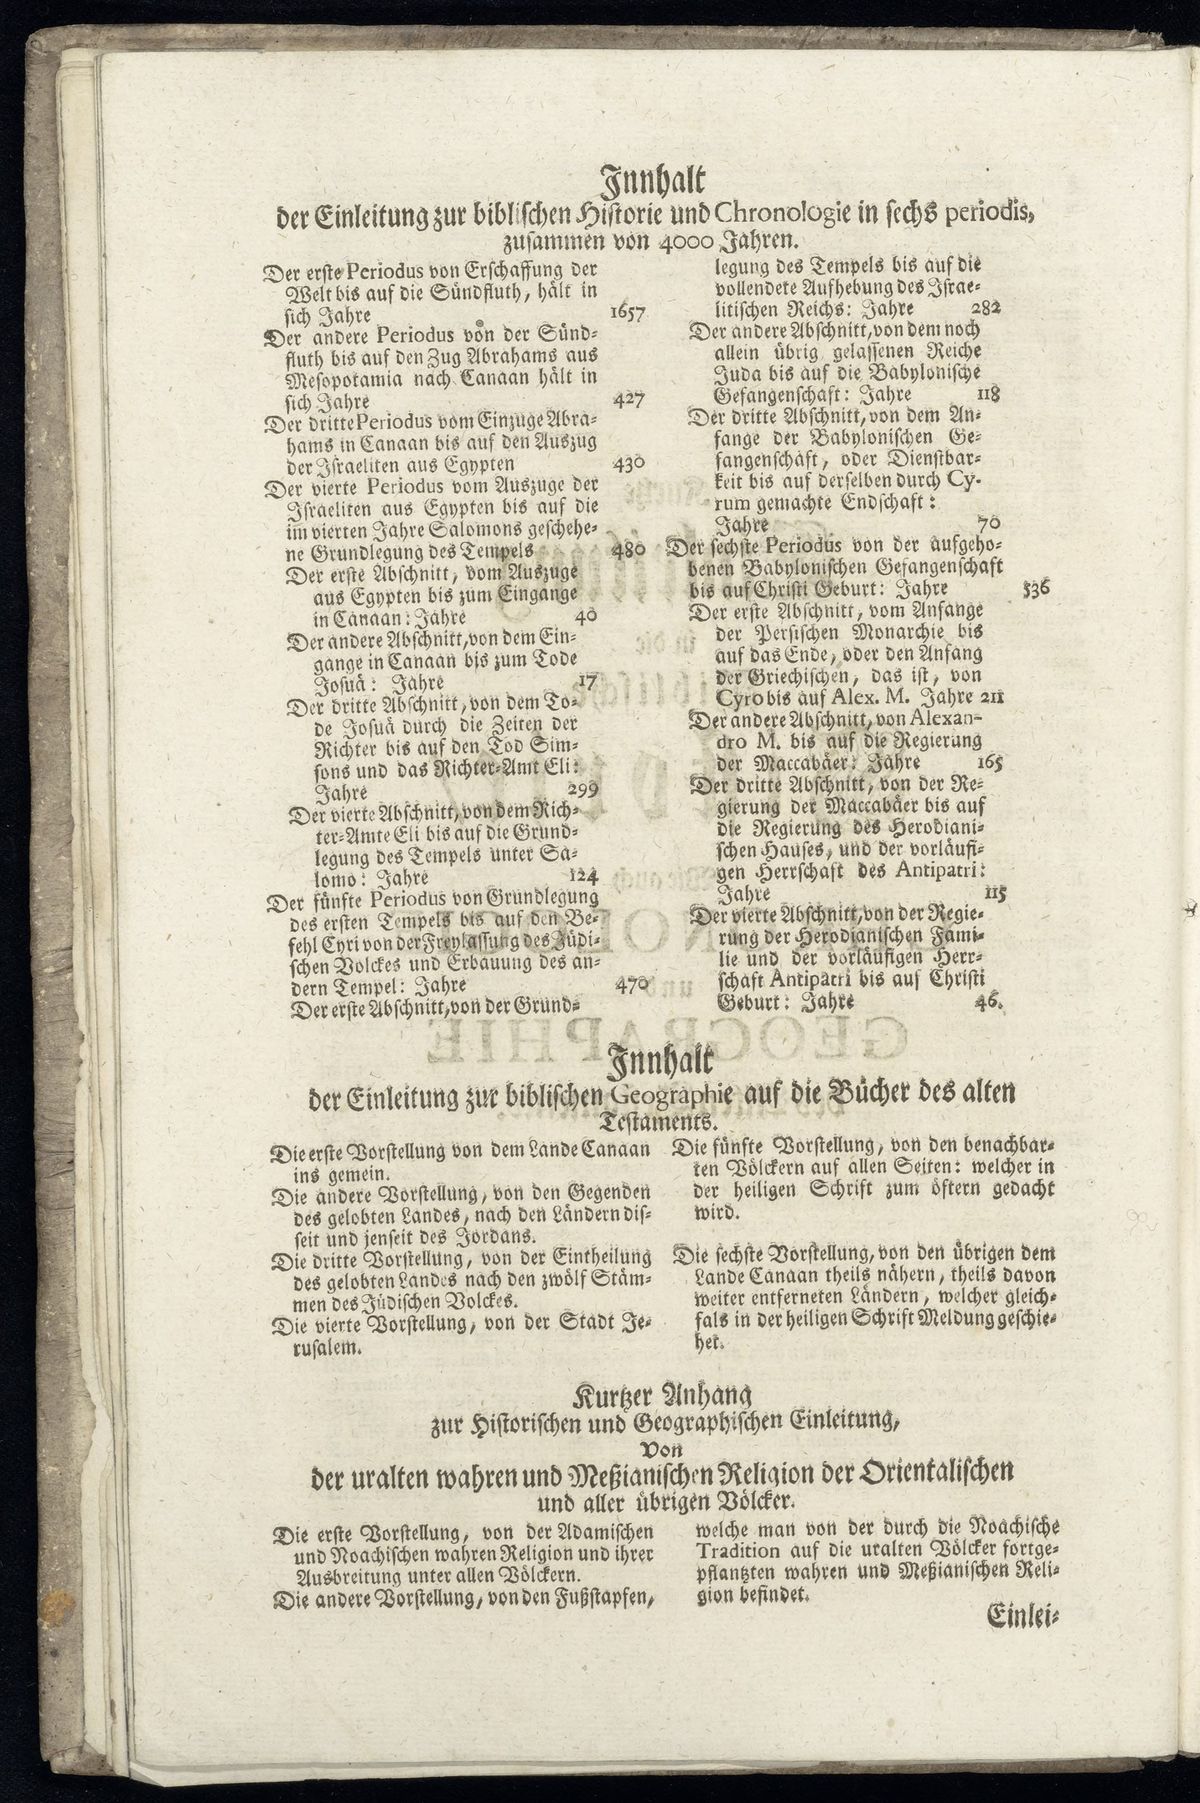 Innhalt
der Einleitung zur biblischen Historie und Chronologie in sechs periodis,
zusammen von 4000 Jahren.
Der erste Periodus von Erschaffung der
Welt bis auf die Sündfluth, hält in
sich Jahre 1657
Der andere Periodus von der Sünd-
fluth bis auf den Zug Abrahams aus
Mesopotamia nach Canaan hält in
sich Jahre 427
Der dritte Periodus vom Einzuge Abra-
hams in Canaan bis auf den Auszug
der Israeliten aus Egypten 430
Der vierte Periodus vom Auszuge der
Israeliten aus Egypten bis auf die
im vierten Jahre Salomons geschehe-
ne Grundlegung des Tempels 480
Der erste Abschnitt, vom Auszuge
aus Egypten bis zum Eingange
in Canaan: Jahre 40
Der andere Abschnitt, von dem Ein-
gange in Canaan bis zum Tode
Josuä: Jahre 17
Der dritte Abschnitt, von dem To-
de Josuä durch die Zeiten der
Richter bis auf den Tod Sim-
sons und das Richter-Amt Eli:
Jahre 299
Der vierte Abschnitt, von dem Rich-
ter-Amte Eli bis auf die Grund-
legung des Tempels unter Sa-
lomo: Jahre 124
Der fünfte Periodus von Grundlegung
des ersten Tempels bis auf den Be-
fehl Cyri von der Freylassung des Jüdi-
schen Volckes und Erbauung des an-
dern Tempel: Jahre 470
Der erste Abschnitt, von der Grund-
legung des Tempels bis auf die
vollendete Aufhebung des Israe-
litischen Reichs: Jahre 282
Der andere Abschnitt, von dem noch
allein übrig gelassenen Reiche
Juda bis auf die Babylonische
Gefangenschaft: Jahre 118
Der dritte Abschnitt, von dem An-
fange der Babylonischen Ge-
fangenschaft, oder Dienstbar-
keit bis auf derselben durch Cy-
rum gemachte Endschaft:
Jahre 70
Der sechste Periodus von der aufgeho-
benen Babylonischen Gefangenschaft
bis auf Christi Geburt: Jahre 536
Der erste Abschnitt, vom Anfange
der Persischen Monarchie bis
auf das Ende, oder den Anfang
der Griechischen, das ist, von
Cyro bis auf Alex. M. Jahre 211
Der andere Abschnitt, von Alexan-
dro M. bis auf die Regierung
der Maccabäer: Jahre 165
Der dritte Abschnitt, von der Re-
gierung der Maccabäer bis auf
die Regierung des Herodiani-
schen Hauses, und der vorläufi-
gen Herrschaft des Antipatri:
Jahre 115
Der vierte Abschnitt, von der Regie-
rung der Herodianischen Fami-
lie und der vorläufigen Herr-
schaft Antipatri bis auf Christi
Geburt: Jahre 46.
Innhalt
der Einleitung zur biblischen Geographie auf die Bücher des alten
Testaments.
Die erste Vorstellung von dem Lande Canaan
ins gemein.
Die andere Vorstellung, von den Gegenden
des gelobten Landes, nach den Ländern dis-
seit und jenseit des Jordans.
Die dritte Vorstellung, von der Eintheilung
des gelobten Landes nach den zwölf Stäm-
men des Jüdischen Volckes.
Die vierte Vorstellung, von der Stadt Je-
rusalem.
Die fünfte Vorstellung, von den benachbar-
ten Völckern auf allen Seiten: welcher in
der heiligen Schrift zum öftern gedacht
wird.
Die sechste Vorstellung, von den übrigen dem
Lande Canaan theils nähern, theils davon
weiter entferneten Ländern, welcher gleich-
fals in der heiligen Schrift Meldung geschie-
het.
Kurtzer Anhang
zur Historischen und Geographischen Einleitung,
Von
der uralten wahren und Meßianischen Religion der Orientalischen
und aller übrigen Völcker.
Die erste Vorstellung, von der Adamischen
und Noachischen wahren Religion und ihrer
Ausbreitung unter allen Völckern.
Die andere Vorstellung, von den Fußstapfen,
welche man von der durch die Noachische
Tradition auf die uralten Völcker fortge-
pflantzten wahren und Meßianischen Reli-
gion befindet.
Einlei-